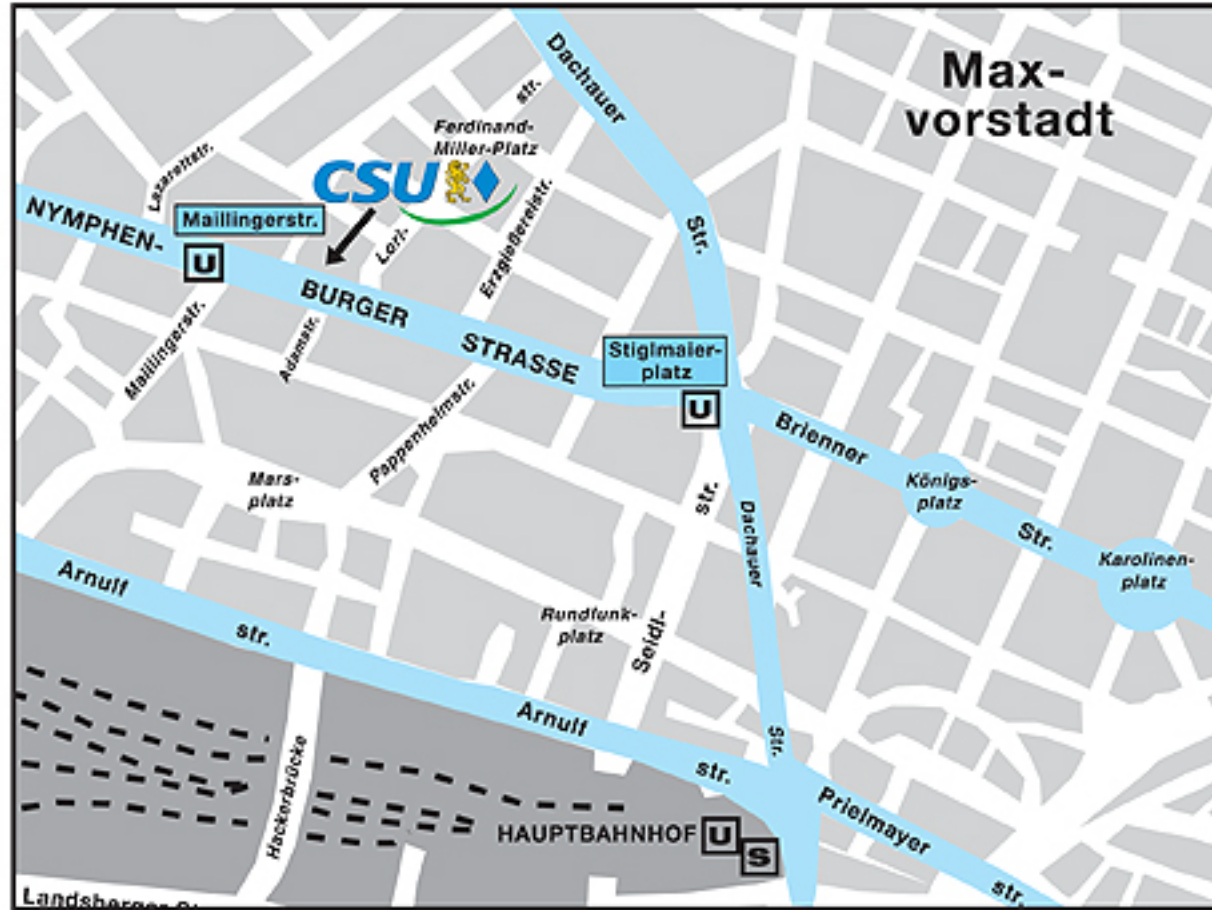 Max-
vorstadt
Dachauer
Str.
str.
Ferdinand-
Miller-Platz
CSU
Lazarettstr.
Maillingerstr.
U
NYMPHEN-
BURGER
STRASSE
Lori-
Erzgießereistr.
Maillingerstr.
Adamstr.
Pappenheimstr.
Stiglmaier-
platz
U
Brienner
Str.
Königs-
platz
Karolinen-
platz
Mars-
platz
str.
Seidl-
Dachauer
Str.
Rundfunk-
platz
Arnulf
str.
Arnulf
str.
Prielmayer
str.
Hackerbrücke
HAUPTBAHNHOF
U
S